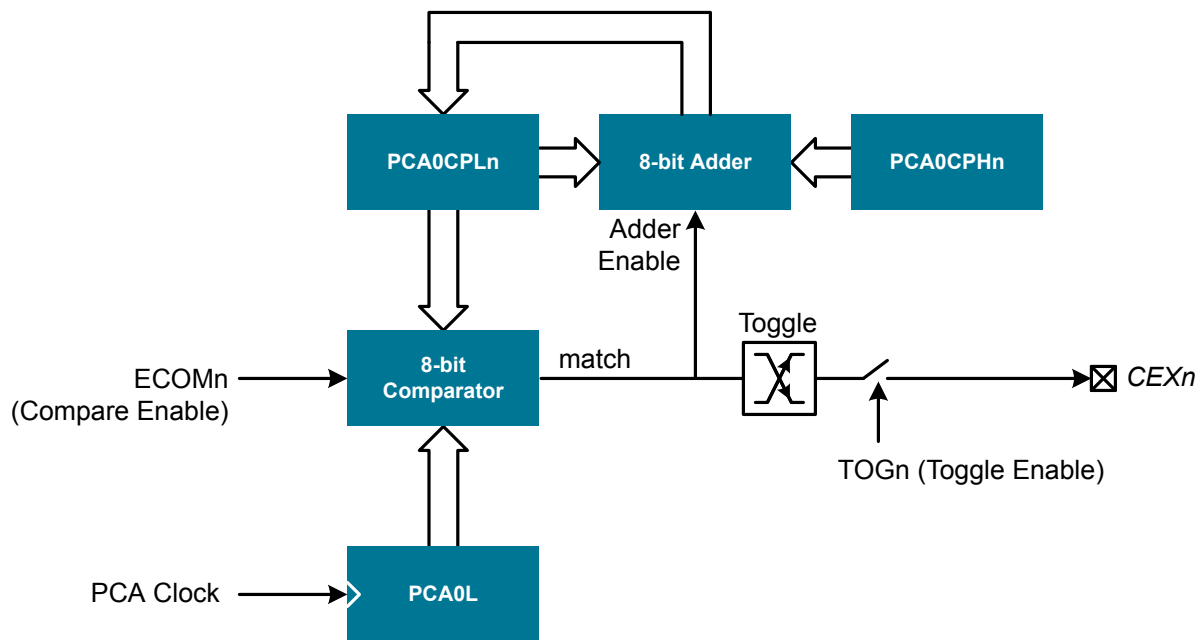 PCA0CPLn
8-bit Adder
PCA0CPHn
Adder
Enable
Toggle
8-bit
Comparator
match
ECOMn
(Compare Enable)
CEXn
TOGn (Toggle Enable)
PCA Clock
PCA0L